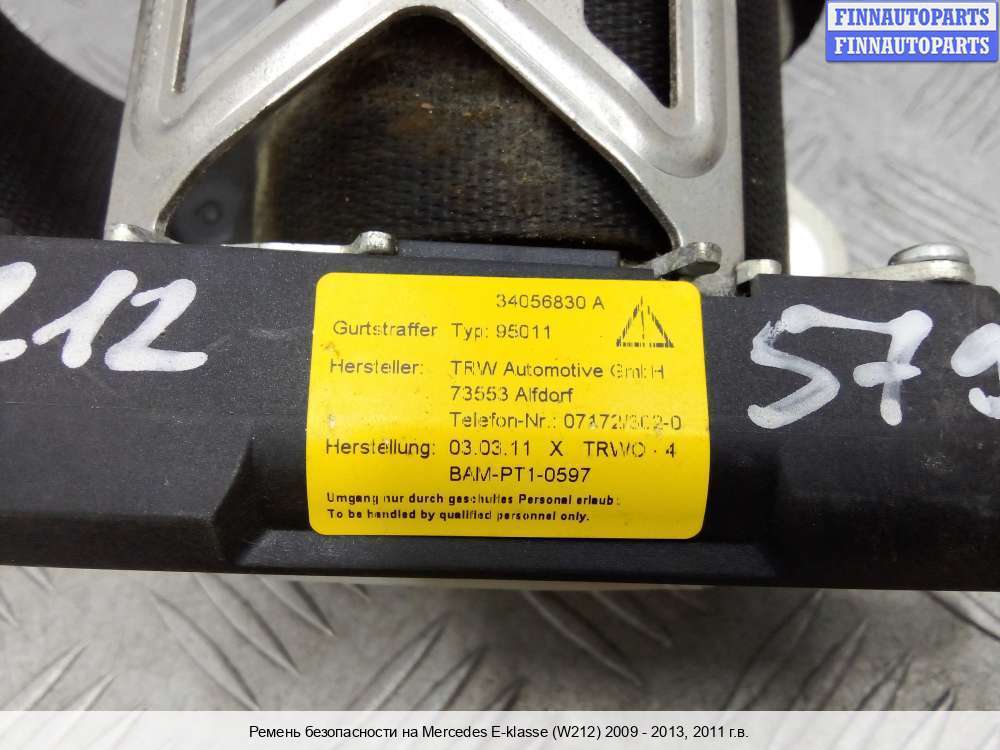 FINNAUTOPARTS
FINNAUTOPARTS
212
579
34056830 A
Gurtstraffer Typ: 95011
Hersteller: TRW Automotive GmbH
73553 Alfdorf
Telefon-Nr.: 07172/302-0
Herstellung: 03.03.11 X TRWO - 4
BAM-PT1-0597
Umgang nur durch geschultes Personal erlaubt
To be handled by qualified personnel only.
Ремень безопасности на Mercedes E-klasse (W212) 2009 - 2013, 2011 г.в.